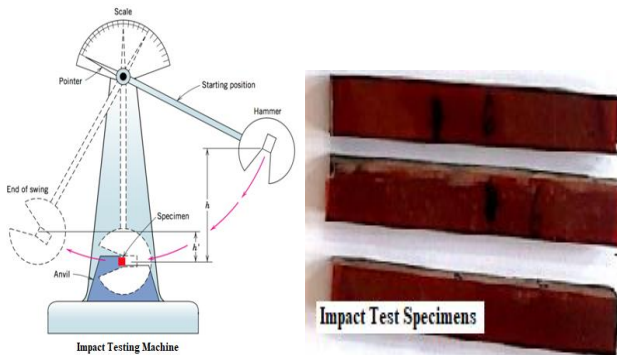 Scale
Pointer
Starting position
Hammer
End of swing
h
Specimen
h'
Anvil
Impact Testing Machine
Impact Test Specimens